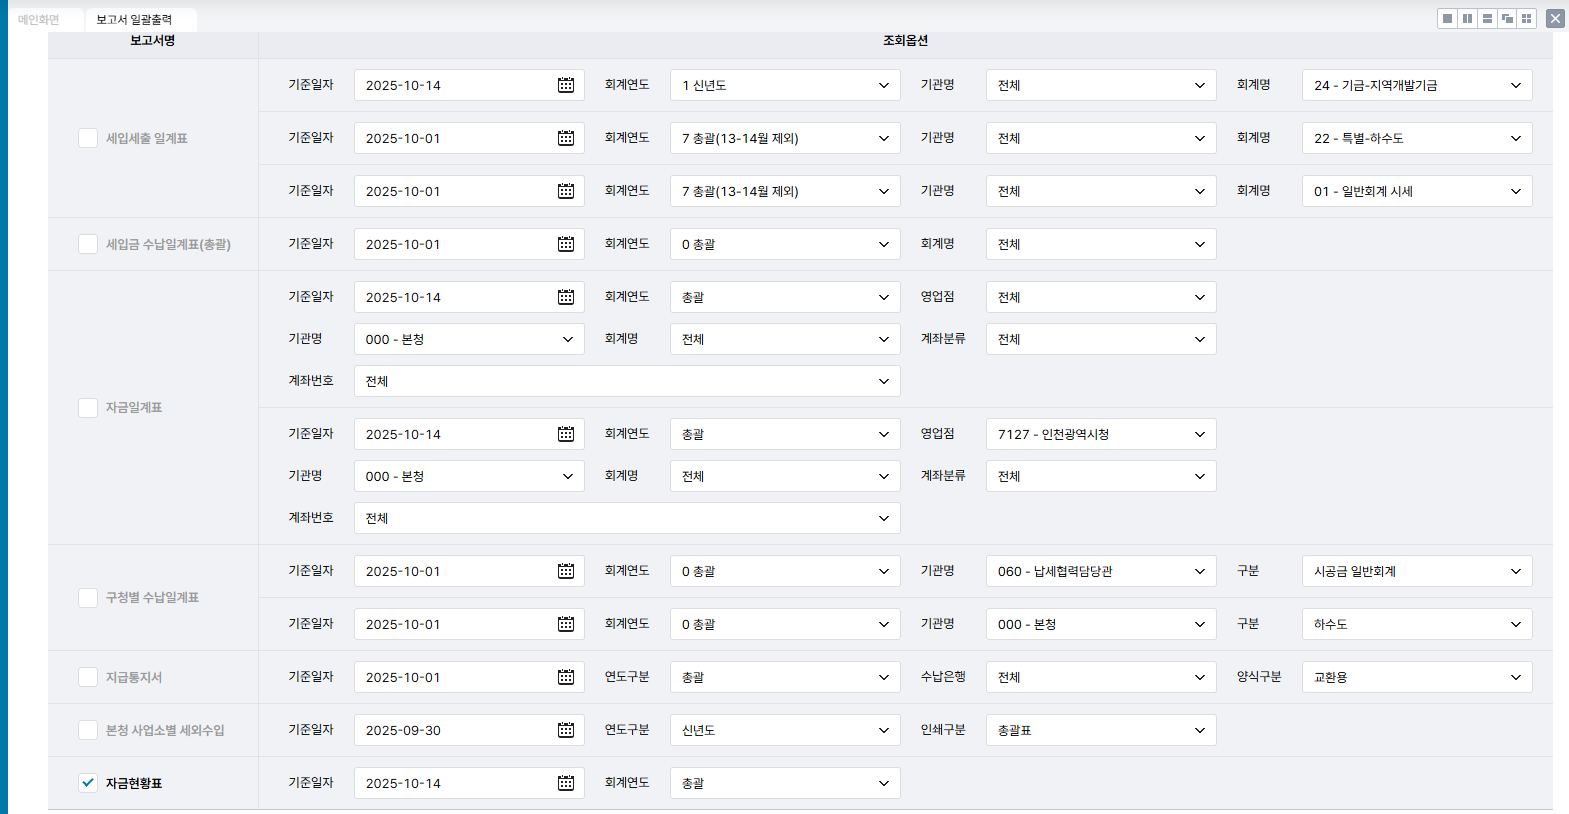 메인화면 보고서 일괄출력
보고서명 조회옵션
기준일자 2025-10-14 회계연도 1 신년도 기관명 전체 회계명 24 - 기금-지역개발기금
세입세출 일계표 기준일자 2025-10-01 회계연도 7 총괄(13-14월 제외) 기관명 전체 회계명 22 - 특별-하수도
기준일자 2025-10-01 회계연도 7 총괄(13-14월 제외) 기관명 전체 회계명 01 - 일반회계 시세
세입금 수납일계표(총괄) 기준일자 2025-10-01 회계연도 0 총괄 회계명 전체
기준일자 2025-10-14 회계연도 총괄 영업점 전체
기관명 000 - 본청 회계명 전체 계좌분류 전체
계좌번호 전체
자금일계표
기준일자 2025-10-14 회계연도 총괄 영업점 7127 - 인천광역시청
기관명 000 - 본청 회계명 전체 계좌분류 전체
계좌번호 전체
기준일자 2025-10-01 회계연도 0 총괄 기관명 060 - 납세협력담당관 구분 시공금 일반회계
구청별 수납일계표
기준일자 2025-10-01 회계연도 0 총괄 기관명 000 - 본청 구분 하수도
지급통지서 기준일자 2025-10-01 연도구분 총괄 수납은행 전체 양식구분 교환용
본청 사업소별 세외수입 기준일자 2025-09-30 연도구분 신년도 인쇄구분 총괄표
자금현황표 기준일자 2025-10-14 회계연도 총괄